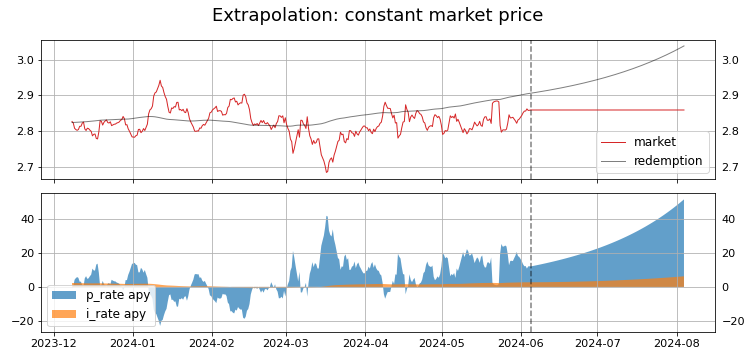 Extrapolation: constant market price
3.0 3.0
2.9 2.9
2.8 2.8
2.7 2.7
market
redemption
40 40
20 20
0 0
−20 −20
p_rate apy
i_rate apy
2023-12 2024-01 2024-02 2024-03 2024-04 2024-05 2024-06 2024-07 2024-08